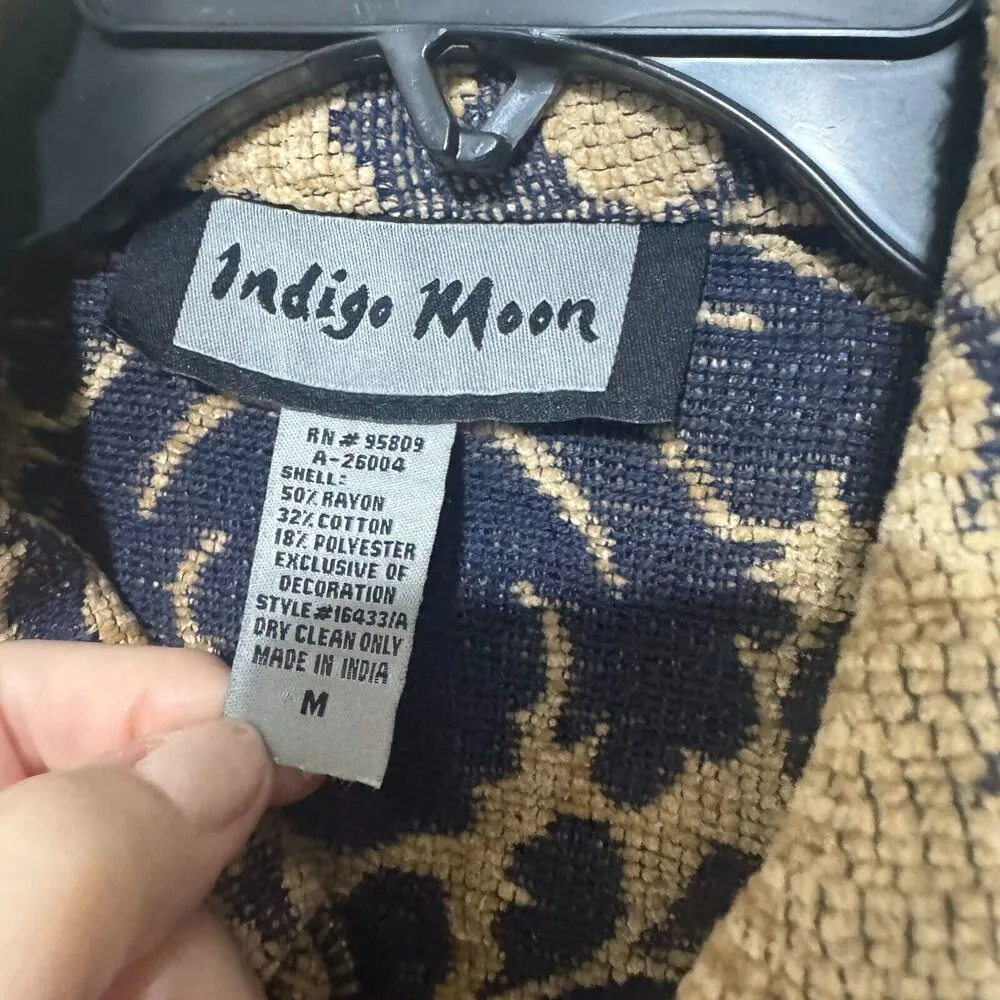 Indigo Moon
RN # 95809
A-26004
SHELL:
50% RAYON
32% COTTON
18% POLYESTER
EXCLUSIVE OF
DECORATION
STYLE #16433/A
DRY CLEAN ONLY
MADE IN INDIA
M